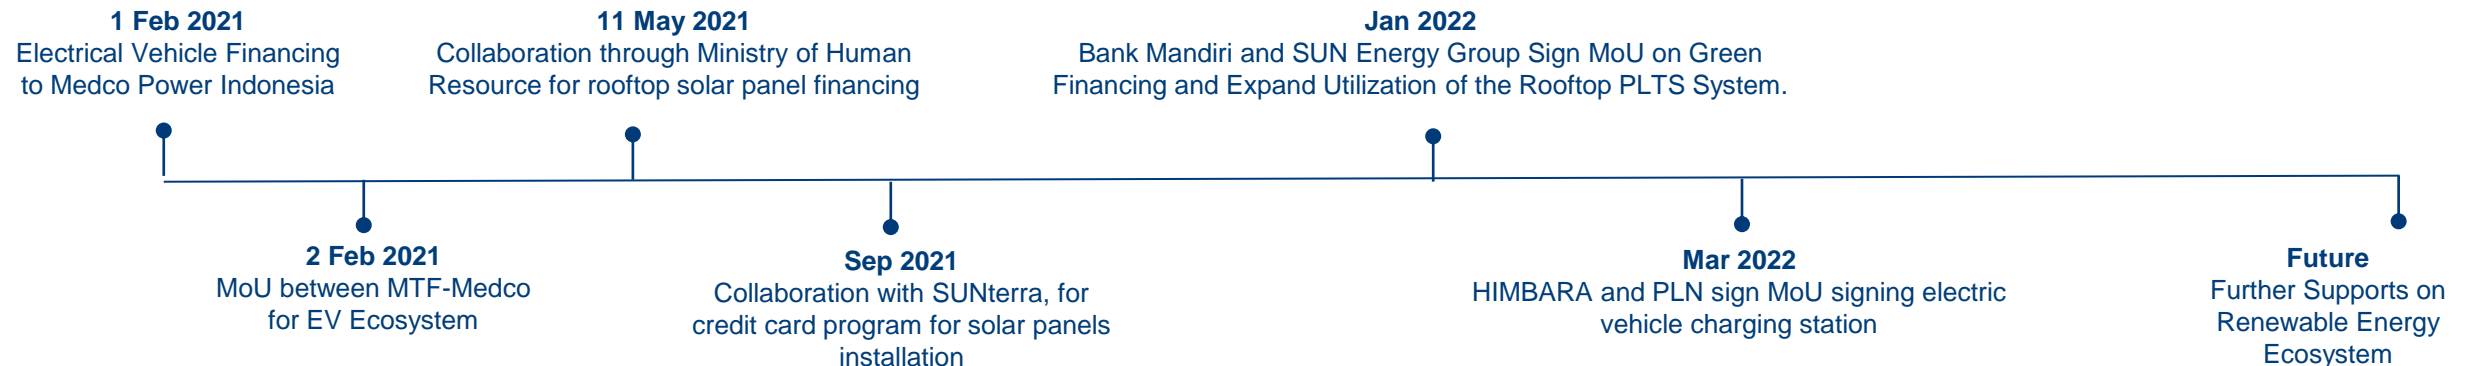 1 Feb 2021
Electrical Vehicle Financing
to Medco Power Indonesia
11 May 2021
Collaboration through Ministry of Human
Resource for rooftop solar panel financing
Jan 2022
Bank Mandiri and SUN Energy Group Sign MoU on Green
Financing and Expand Utilization of the Rooftop PLTS System.
2 Feb 2021
MoU between MTF-Medco
for EV Ecosystem
Sep 2021
Collaboration with SUNterra, for
credit card program for solar panels
installation
Mar 2022
HIMBARA and PLN sign MoU signing electric
vehicle charging station
Future
Further Supports on
Renewable Energy
Ecosystem